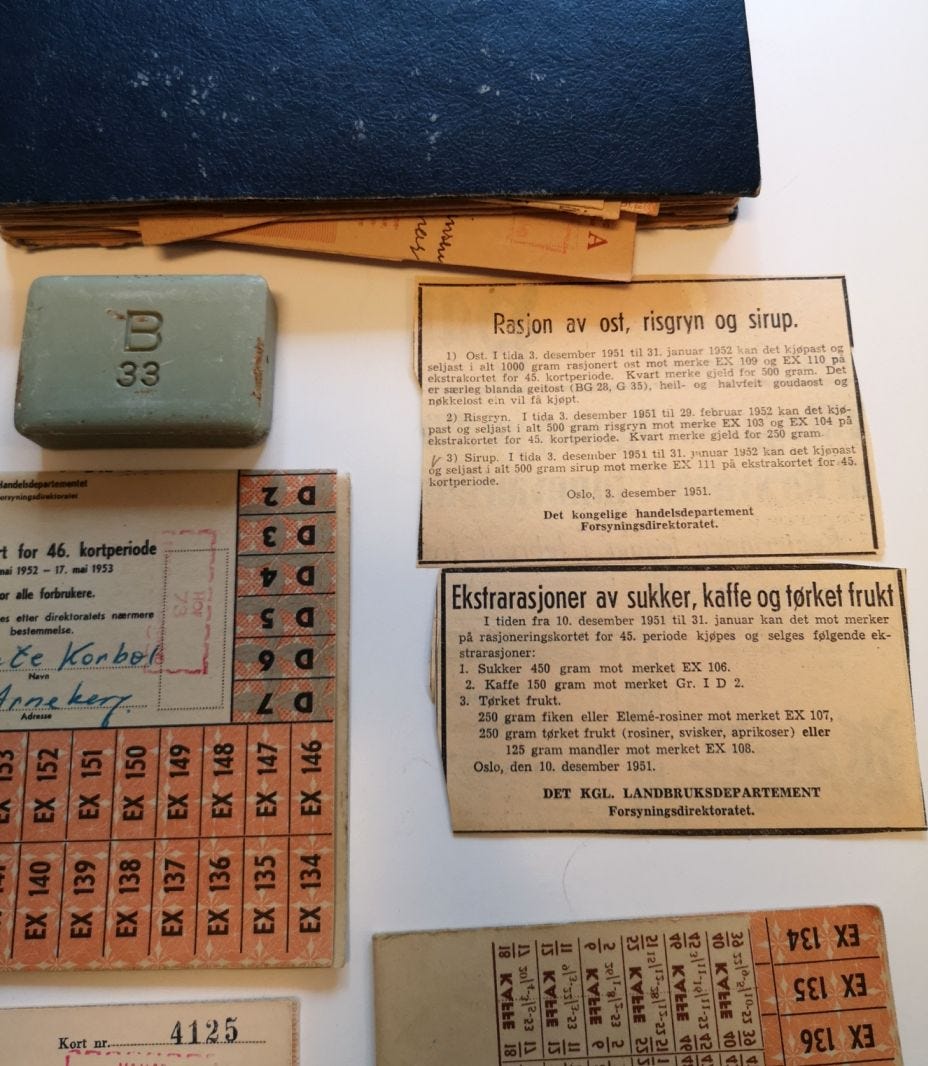 A
B
33
Rasjon av ost, risgryn og sirup.
1) Ost. I tida 3. desember 1951 til 31. januar 1952 kan det kjøpast og
seljast i alt 1000 gram rasjonert ost mot merke EX 109 og EX 110 på
ekstrakortet for 45. kortperiode. Kvart merke gjeld for 500 gram. Det
er særleg blanda geitost (BG 28, G 35), heil- og halvfeit goudaost og
nøkkelost ein vil få kjøpt.
2) Risgryn. I tida 3. desember 1951 til 29. februar 1952 kan det kjø-
past og seljast i alt 500 gram risgryn mot merke EX 103 og EX 104 på
ekstrakortet for 45. kortperiode. Kvart merke gjeld for 250 gram.
3) Sirup. I tida 3. desember 1951 til 31. januar 1952 kan det kjøpast
og seljast i alt 500 gram sirup mot merke EX 111 på ekstrakortet for 45.
kortperiode.
Oslo, 3. desember 1951.
Det kongelige handelsdepartement
Forsyningsdirektoratet.
Ekstrarasjoner av sukker, kaffe og tørket frukt
I tiden fra 10. desember 1951 til 31. januar kan det mot merker
på rasjoneringskortet for 45. periode kjøpes og selges følgende ek-
strarasjoner:
1. Sukker 450 gram mot merket EX 106.
2. Kaffe 150 gram mot merket Gr. I D 2.
3. Tørket frukt.
250 gram fiken eller Elemé-rosiner mot merket EX 107,
250 gram tørket frukt (rosiner, svisker, aprikoser) eller
125 gram mandler mot merket EX 108.
Oslo, den 10. desember 1951.
DET KGL. LANDBRUKSDEPARTEMENT
Forsyningsdirektoratet.
Handelsdepartementet
Forsyningsdirektoratet
for 46. kortperiode
mai 1952 – 17. mai 1953
for alle forbrukere.
etter direktoratets nærmere
bestemmelse.
Korbøl
Navn
Arneberg.
Adresse
D 2
D 3
D 4
D 5
D 6
D 7
EX 152
EX 151
EX 150
EX 149
EX 148
EX 147
EX 146
EX 140
EX 139
EX 138
EX 137
EX 136
EX 135
EX 134
Kort nr. 4125
EX 134
EX 135
EX 136
KAFFE
KAFFE
KAFFE
KAFFE
KAFFE
KAFFE